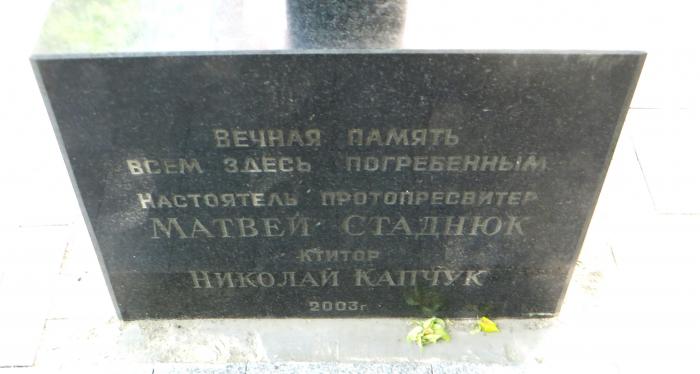 ВЕЧНАЯ ПАМЯТЬ
ВСЕМ ЗДЕСЬ ПОГРЕБЕННЫМ
НАСТОЯТЕЛЬ ПРОТОПРЕСВИТЕР
МАТВЕЙ СТАДНЮК
КТИТОР
НИКОЛАЙ КАПЧУК
2003г